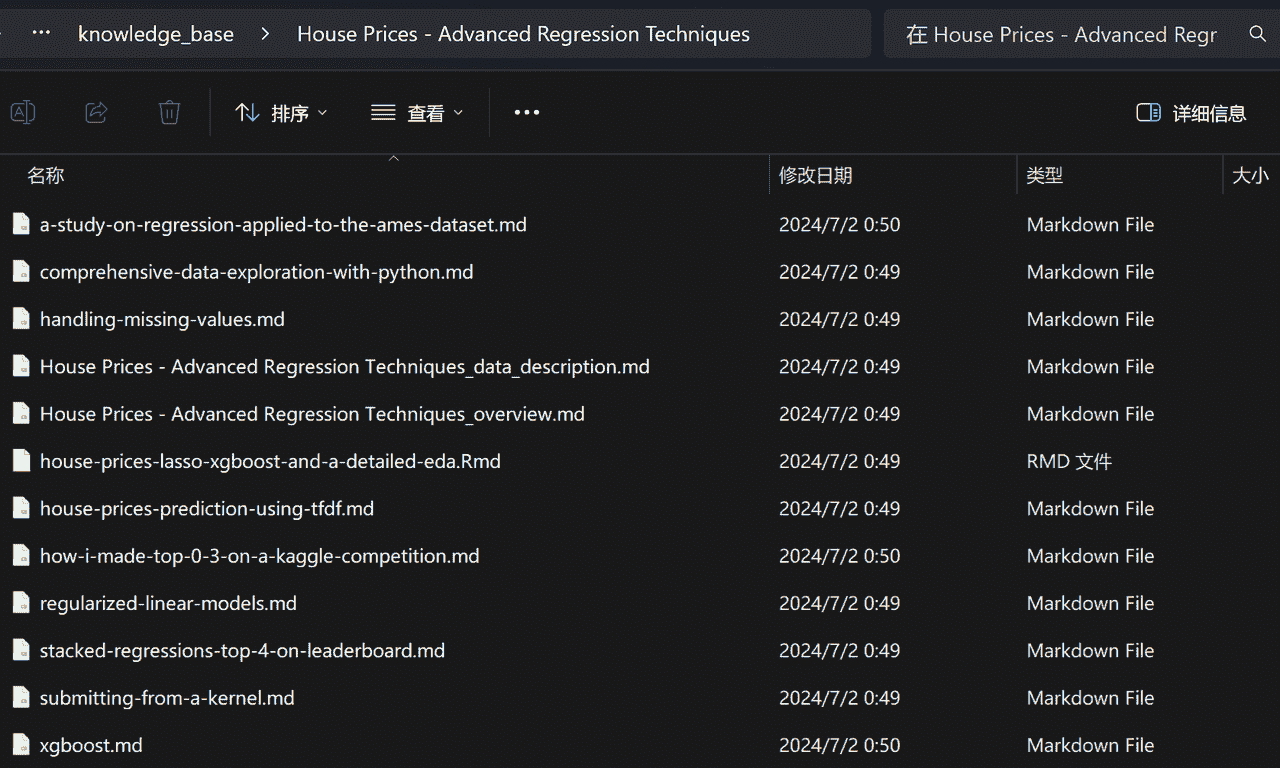 ··· knowledge_base > House Prices - Advanced Regression Techniques 在 House Prices - Advanced Regr
排序 查看 ··· 详细信息
名称 修改日期 类型 大小
a-study-on-regression-applied-to-the-ames-dataset.md 2024/7/2 0:50 Markdown File
comprehensive-data-exploration-with-python.md 2024/7/2 0:49 Markdown File
handling-missing-values.md 2024/7/2 0:49 Markdown File
House Prices - Advanced Regression Techniques_data_description.md 2024/7/2 0:49 Markdown File
House Prices - Advanced Regression Techniques_overview.md 2024/7/2 0:49 Markdown File
house-prices-lasso-xgboost-and-a-detailed-eda.Rmd 2024/7/2 0:49 RMD 文件
house-prices-prediction-using-tfdf.md 2024/7/2 0:49 Markdown File
how-i-made-top-0-3-on-a-kaggle-competition.md 2024/7/2 0:50 Markdown File
regularized-linear-models.md 2024/7/2 0:49 Markdown File
stacked-regressions-top-4-on-leaderboard.md 2024/7/2 0:49 Markdown File
submitting-from-a-kernel.md 2024/7/2 0:49 Markdown File
xgboost.md 2024/7/2 0:50 Markdown File